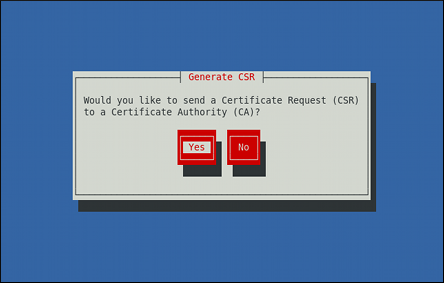 Generate CSR
Would you like to send a Certificate Request (CSR)
to a Certificate Authority (CA)?
Yes No